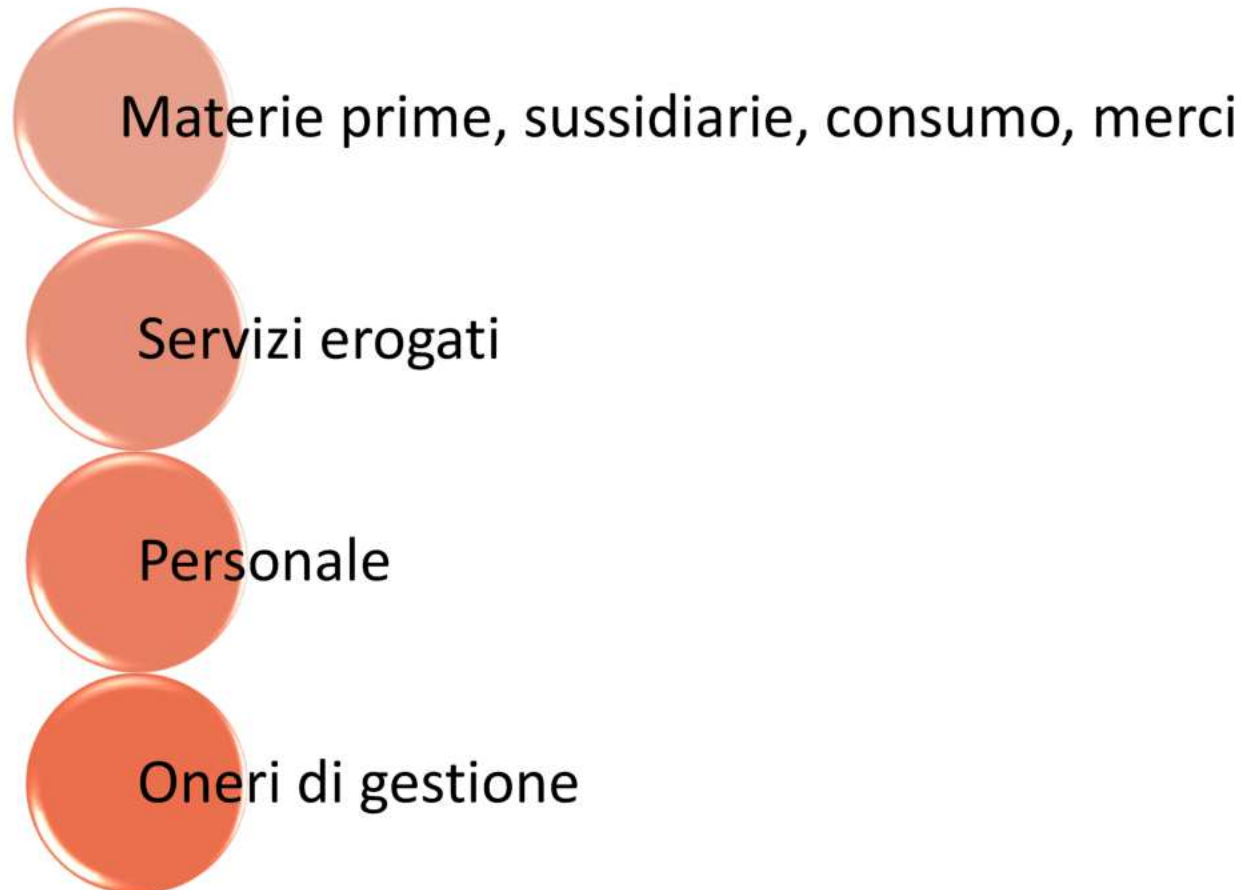 Materie prime, sussidiarie, consumo, merci
Servizi erogati
Personale
Oneri di gestione